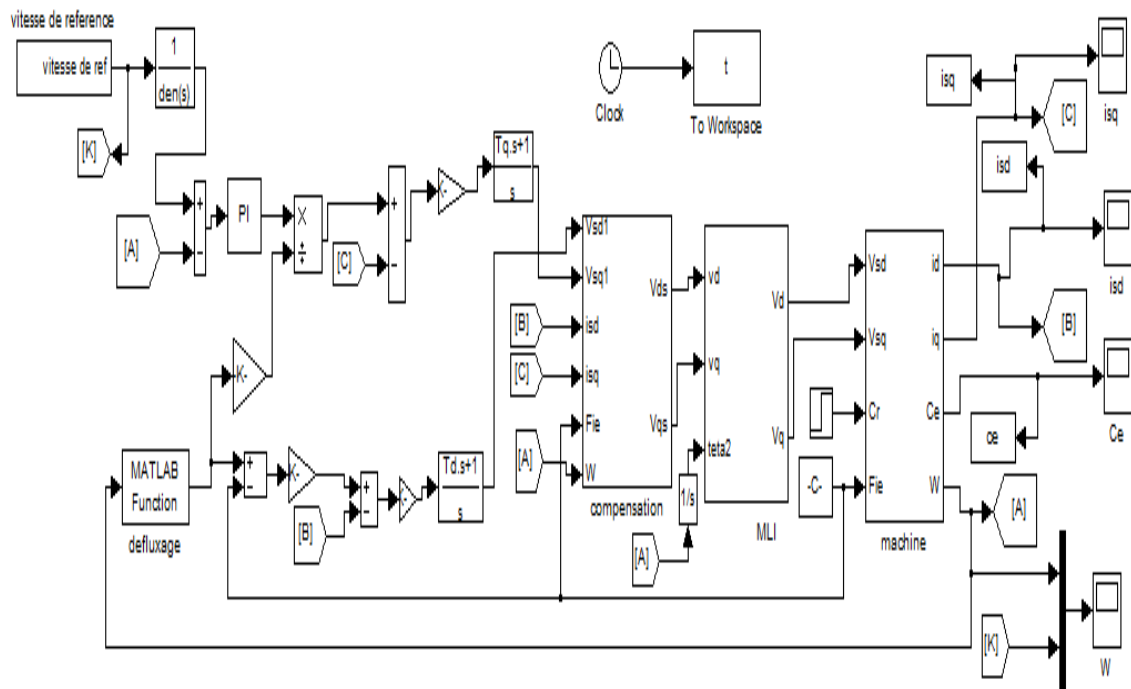 vitesse de reference
vitesse de ref
1
den(s)
[K]
[A]
+
−
PI
×
÷
[C]
+
−
K-
Tq.s+1
s
Clock
t
To Workspace
isq
isq
[C]
isd
isd
[B]
Ce
ce
[A]
[K]
W
Vsd1
Vsq1
isd
isq
Fie
W
Vds
Vqs
compensation
[B]
[C]
[A]
vd
vq
teta2
Vd
Vq
MLI
1/s
[A]
Vsd
Vsq
Cr
Fie
id
iq
Ce
W
machine
-C-
K-
MATLAB
Function
defluxage
+
−
K-
[B]
+
−
K-
Td.s+1
s